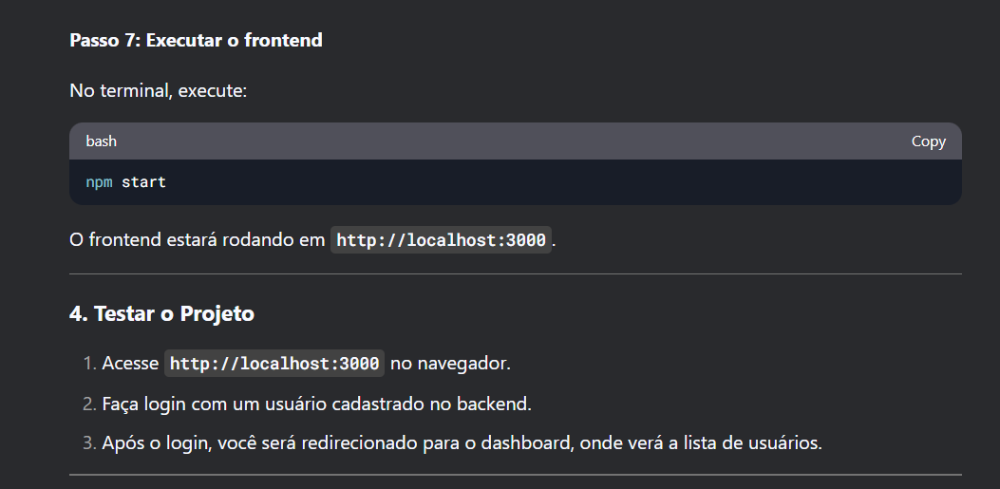 Passo 7: Executar o frontend
No terminal, execute:
bash
Copy
npm start
O frontend estará rodando em http://localhost:3000.
4. Testar o Projeto
1. Acesse http://localhost:3000 no navegador.
2. Faça login com um usuário cadastrado no backend.
3. Após o login, você será redirecionado para o dashboard, onde verá a lista de usuários.